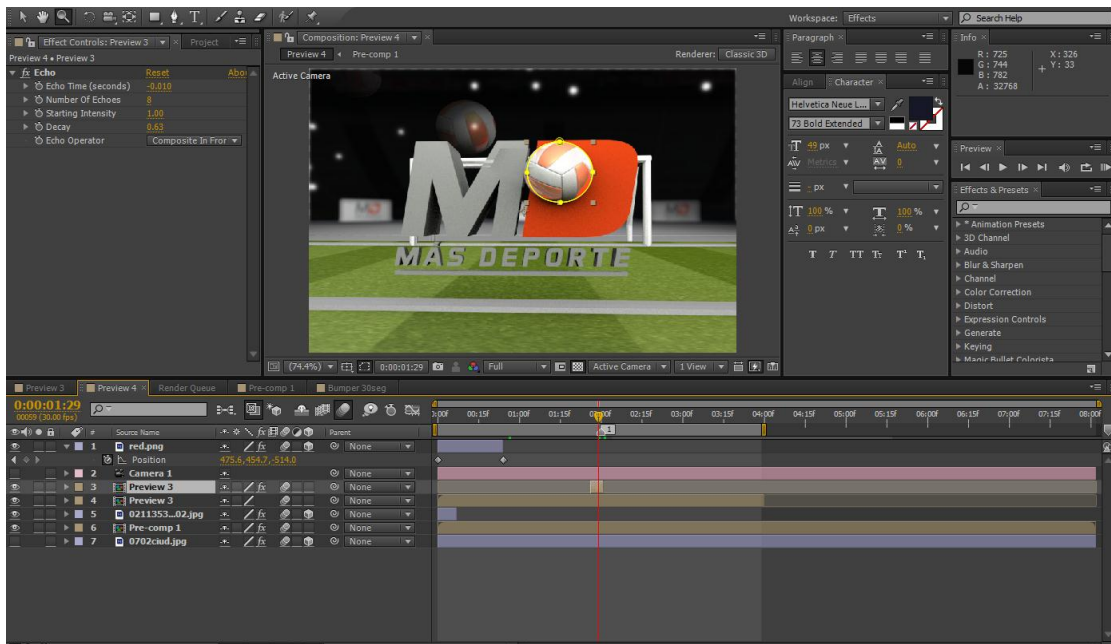 Workspace: Effects
Search Help
Effect Controls: Preview 3
Project
Composition: Preview 4
Paragraph
Info
Preview 4 • Preview 3
Preview 4
Pre-comp 1
Renderer: Classic 3D
R : 725
G : 744
B : 782
A : 32768
X : 326
Y : 33
fx Echo
Reset
Echo Time (seconds)
-0.010
Number Of Echoes
8
Starting Intensity
1.00
Decay
0.63
Echo Operator
Composite In Fror
Active Camera
MD
MÁS DEPORTE
Align
Character
Helvetica Neue L...
73 Bold Extended
49 px
Auto
Metrics
0
- px
100 %
100 %
0 px
0 %
T T TT Tт T¹ T₁
Preview
Effects & Presets
* Animation Presets
3D Channel
Audio
Blur & Sharpen
Channel
Color Correction
Distort
Expression Controls
Generate
Keying
Magic Bullet Colorista
(74.4%)
0:00:01:29
Full
Active Camera
1 View
Preview 3
Preview 4
Render Queue
Pre-comp 1
Bumper 30seg
0:00:01:29
00059 (30.00 fps)
00:15f
01:00f
01:15f
02:15f
03:00f
03:15f
04:00f
04:15f
05:00f
05:15f
06:00f
06:15f
07:00f
07:15f
08:00f
# Source Name
Parent
1
1 red.png
None
Position
475.6,454.7,-514.0
2 Camera 1
None
3 Preview 3
None
4 Preview 3
None
5 0211353...02.jpg
None
6 Pre-comp 1
None
7 0702ciud.jpg
None